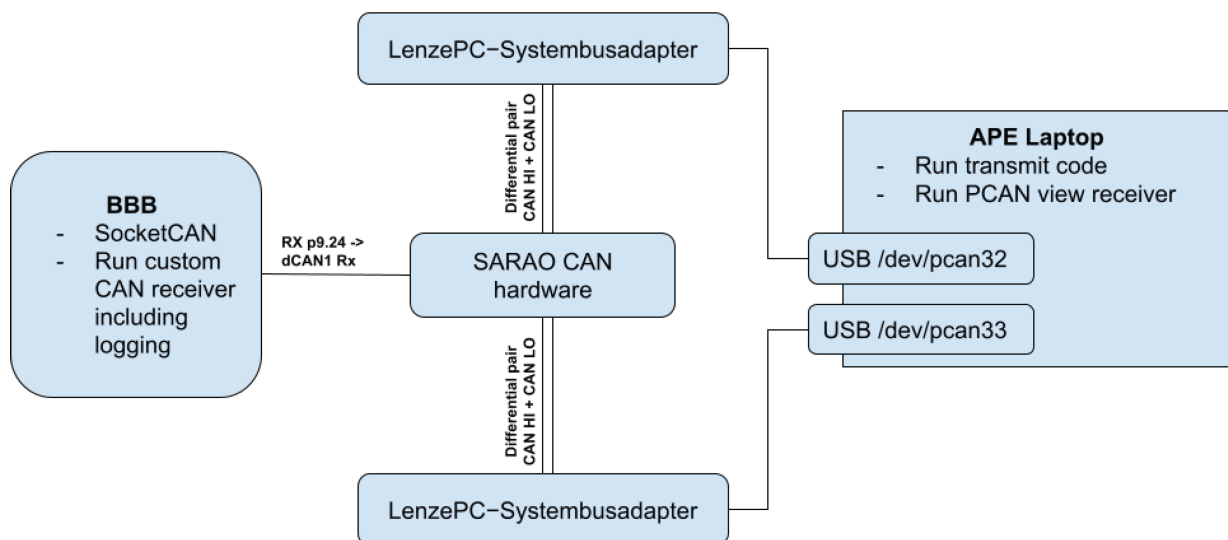 LenzePC−Systembusadapter
Differential pair
CAN HI + CAN LO
BBB
- SocketCAN
- Run custom
CAN receiver
including
logging
RX p9.24 ->
dCAN1 Rx
SARAO CAN
hardware
APE Laptop
- Run transmit code
- Run PCAN view receiver
USB /dev/pcan32
USB /dev/pcan33
Differential pair
CAN HI + CAN LO
LenzePC−Systembusadapter